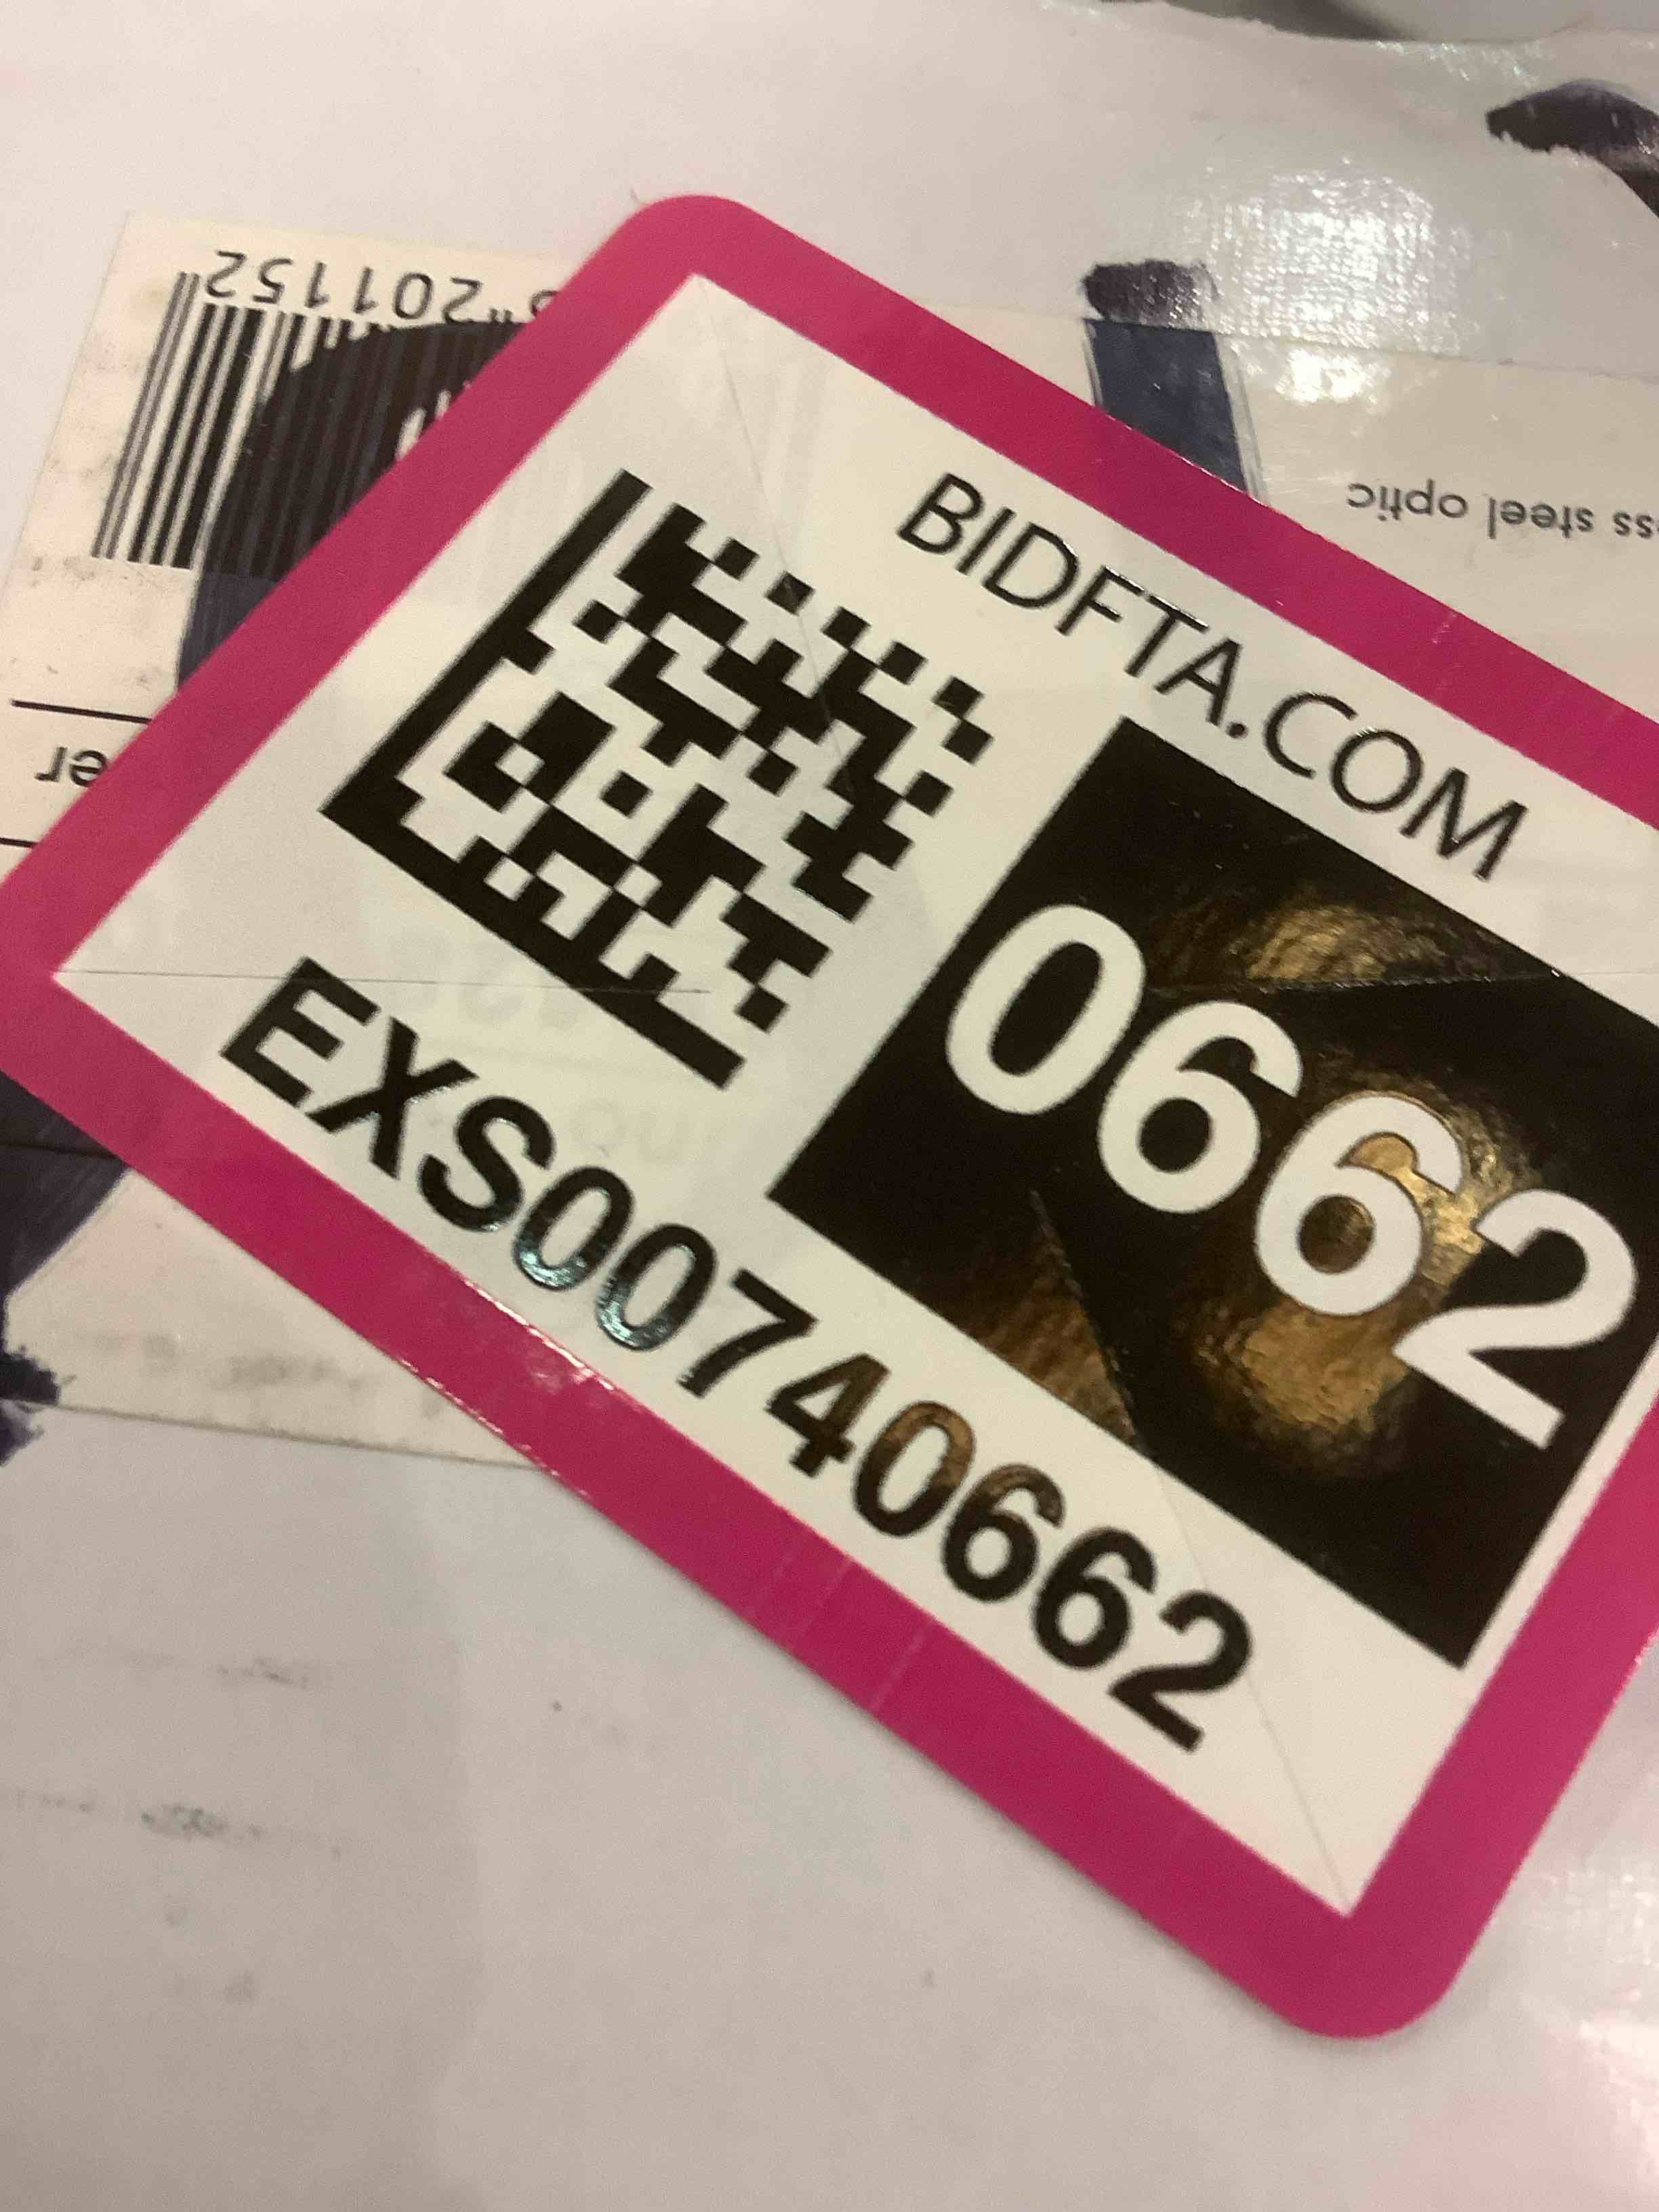 BIDFTA.COM
0662
EXS00740662
201152
ss steel optic
er